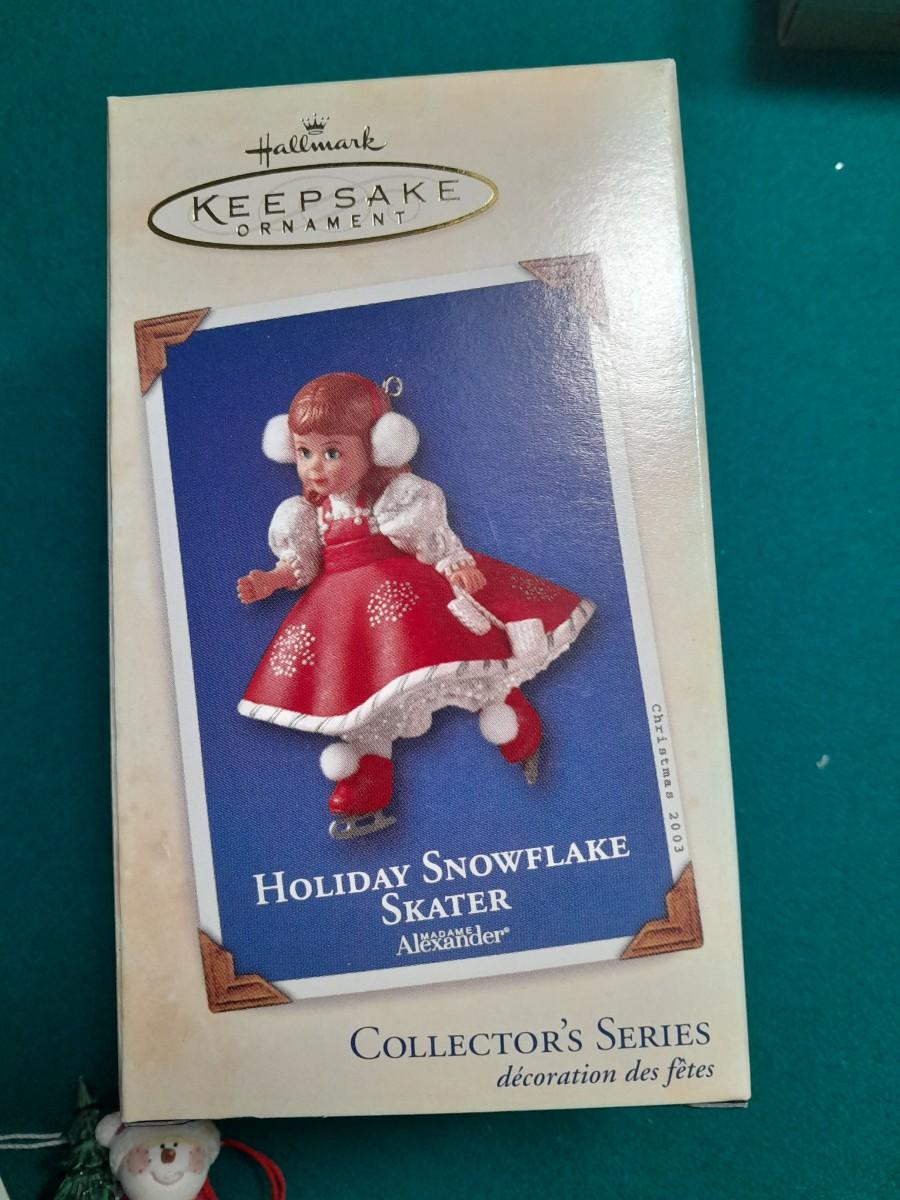 Hallmark
KEEPSAKE
ORNAMENT
Christmas 2003
HOLIDAY SNOWFLAKE
SKATER
MADAME
Alexander®
COLLECTOR'S SERIES
décoration des fêtes